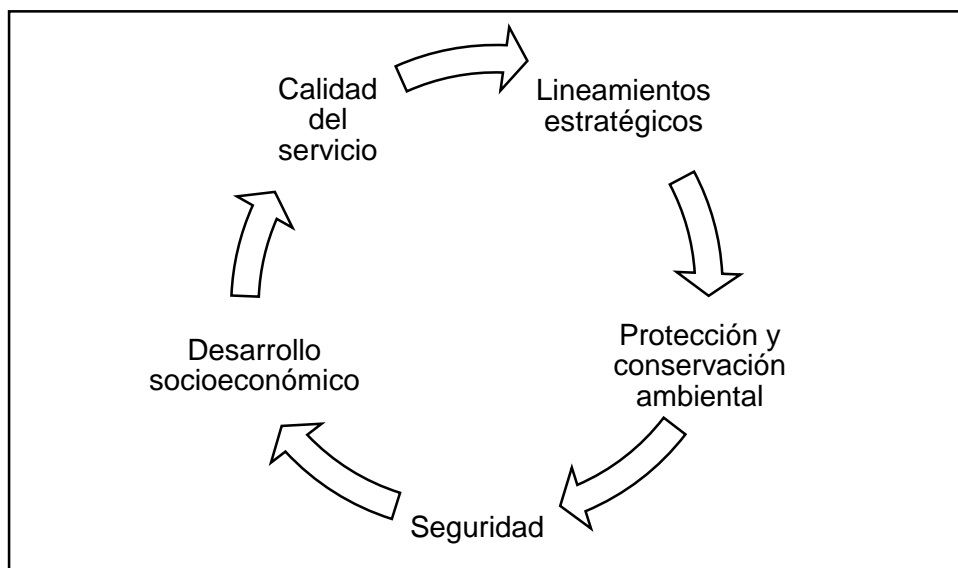 Calidad
del
servicio
Lineamientos
estratégicos
Protección y
conservación
ambiental
Seguridad
Desarrollo
socioeconómico